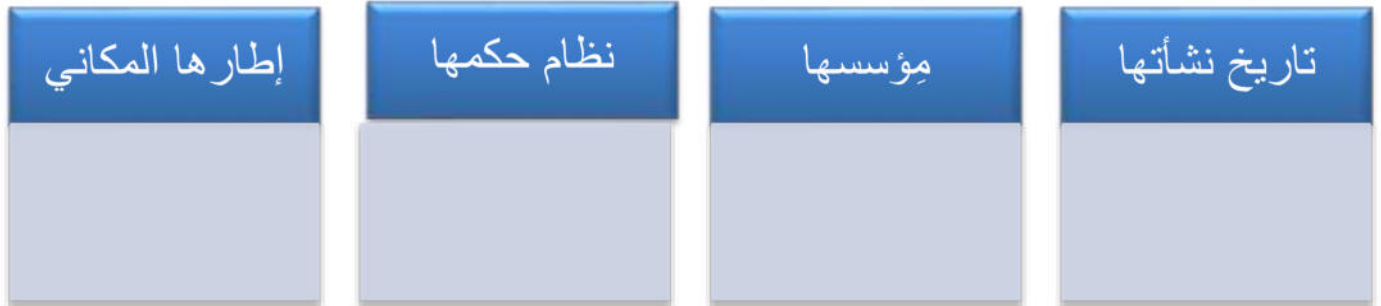 تاريخ نشأتها
مِؤسسها
نظام حكمها
إطارها المكاني